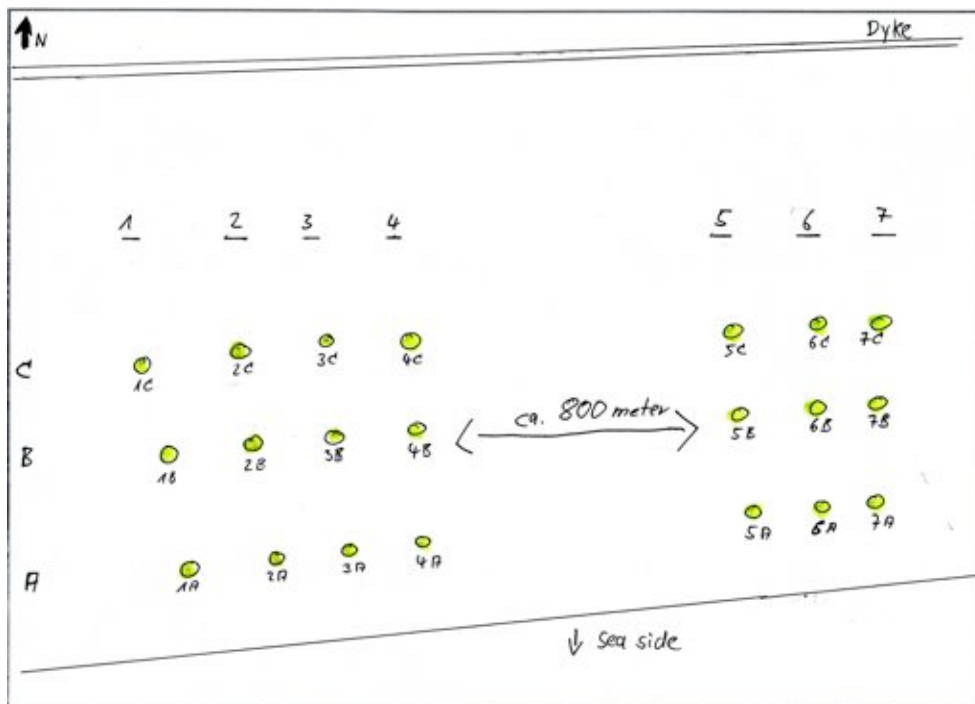 N
Dyke
1 2 3 4 5 6 7
C
1C 2C 3C 4C 5C 6C 7C
ca. 800 meter
B
1B 2B 3B 4B 5B 6B 7B
A
1A 2A 3A 4A 5A 6A 7A
↓ Sea side